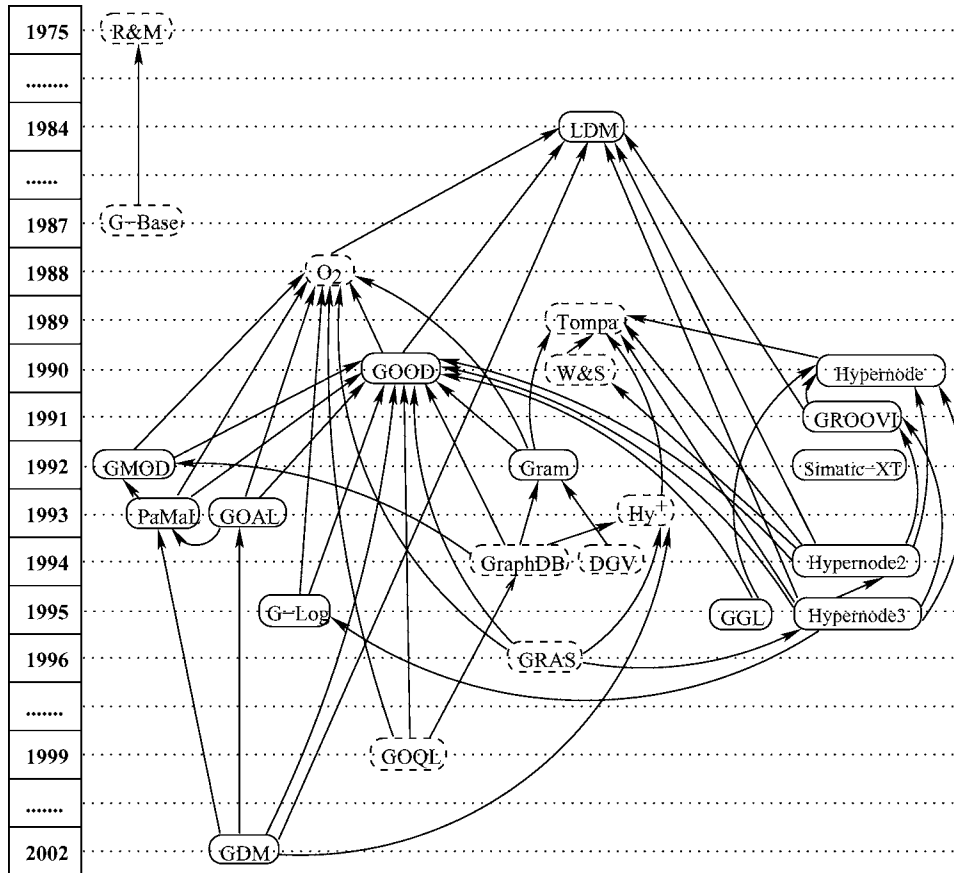 1975 R&M
........
1984 LDM
......
1987 G-Base
1988 O2
1989 Tompa
1990 GOOD W&S Hypernode
1991 GROOVI
1992 GMOD Gram Simatic-XT
1993 PaMaL GOAL Hy+
1994 GraphDB DGV Hypernode2
1995 G-Log GGL Hypernode3
1996 GRAS
.......
1999 GOQL
.......
2002 GDM